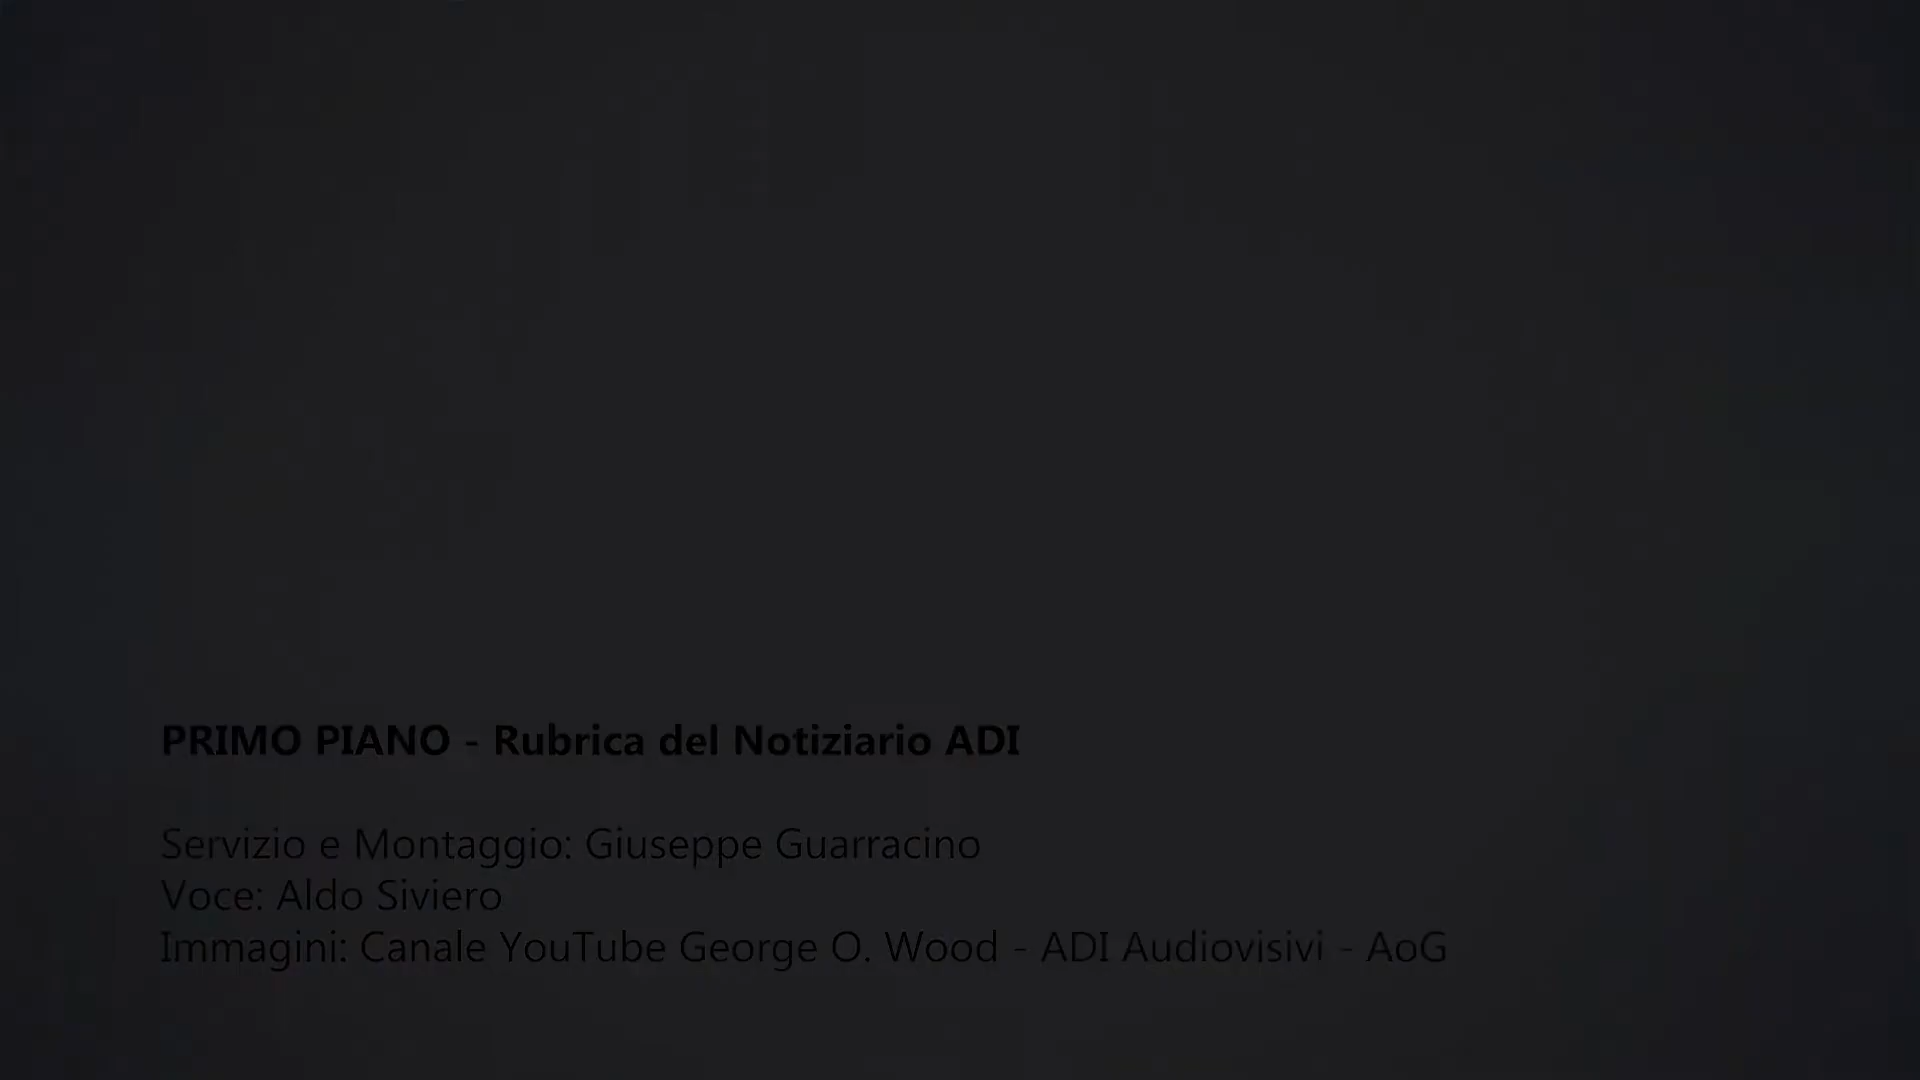 PRIMO PIANO - Rubrica del Notiziario ADI
Servizio e Montaggio: Giuseppe Guarracino
Voce: Aldo Siviero
Immagini: Canale YouTube George O. Wood - ADI Audiovisivi - AoG